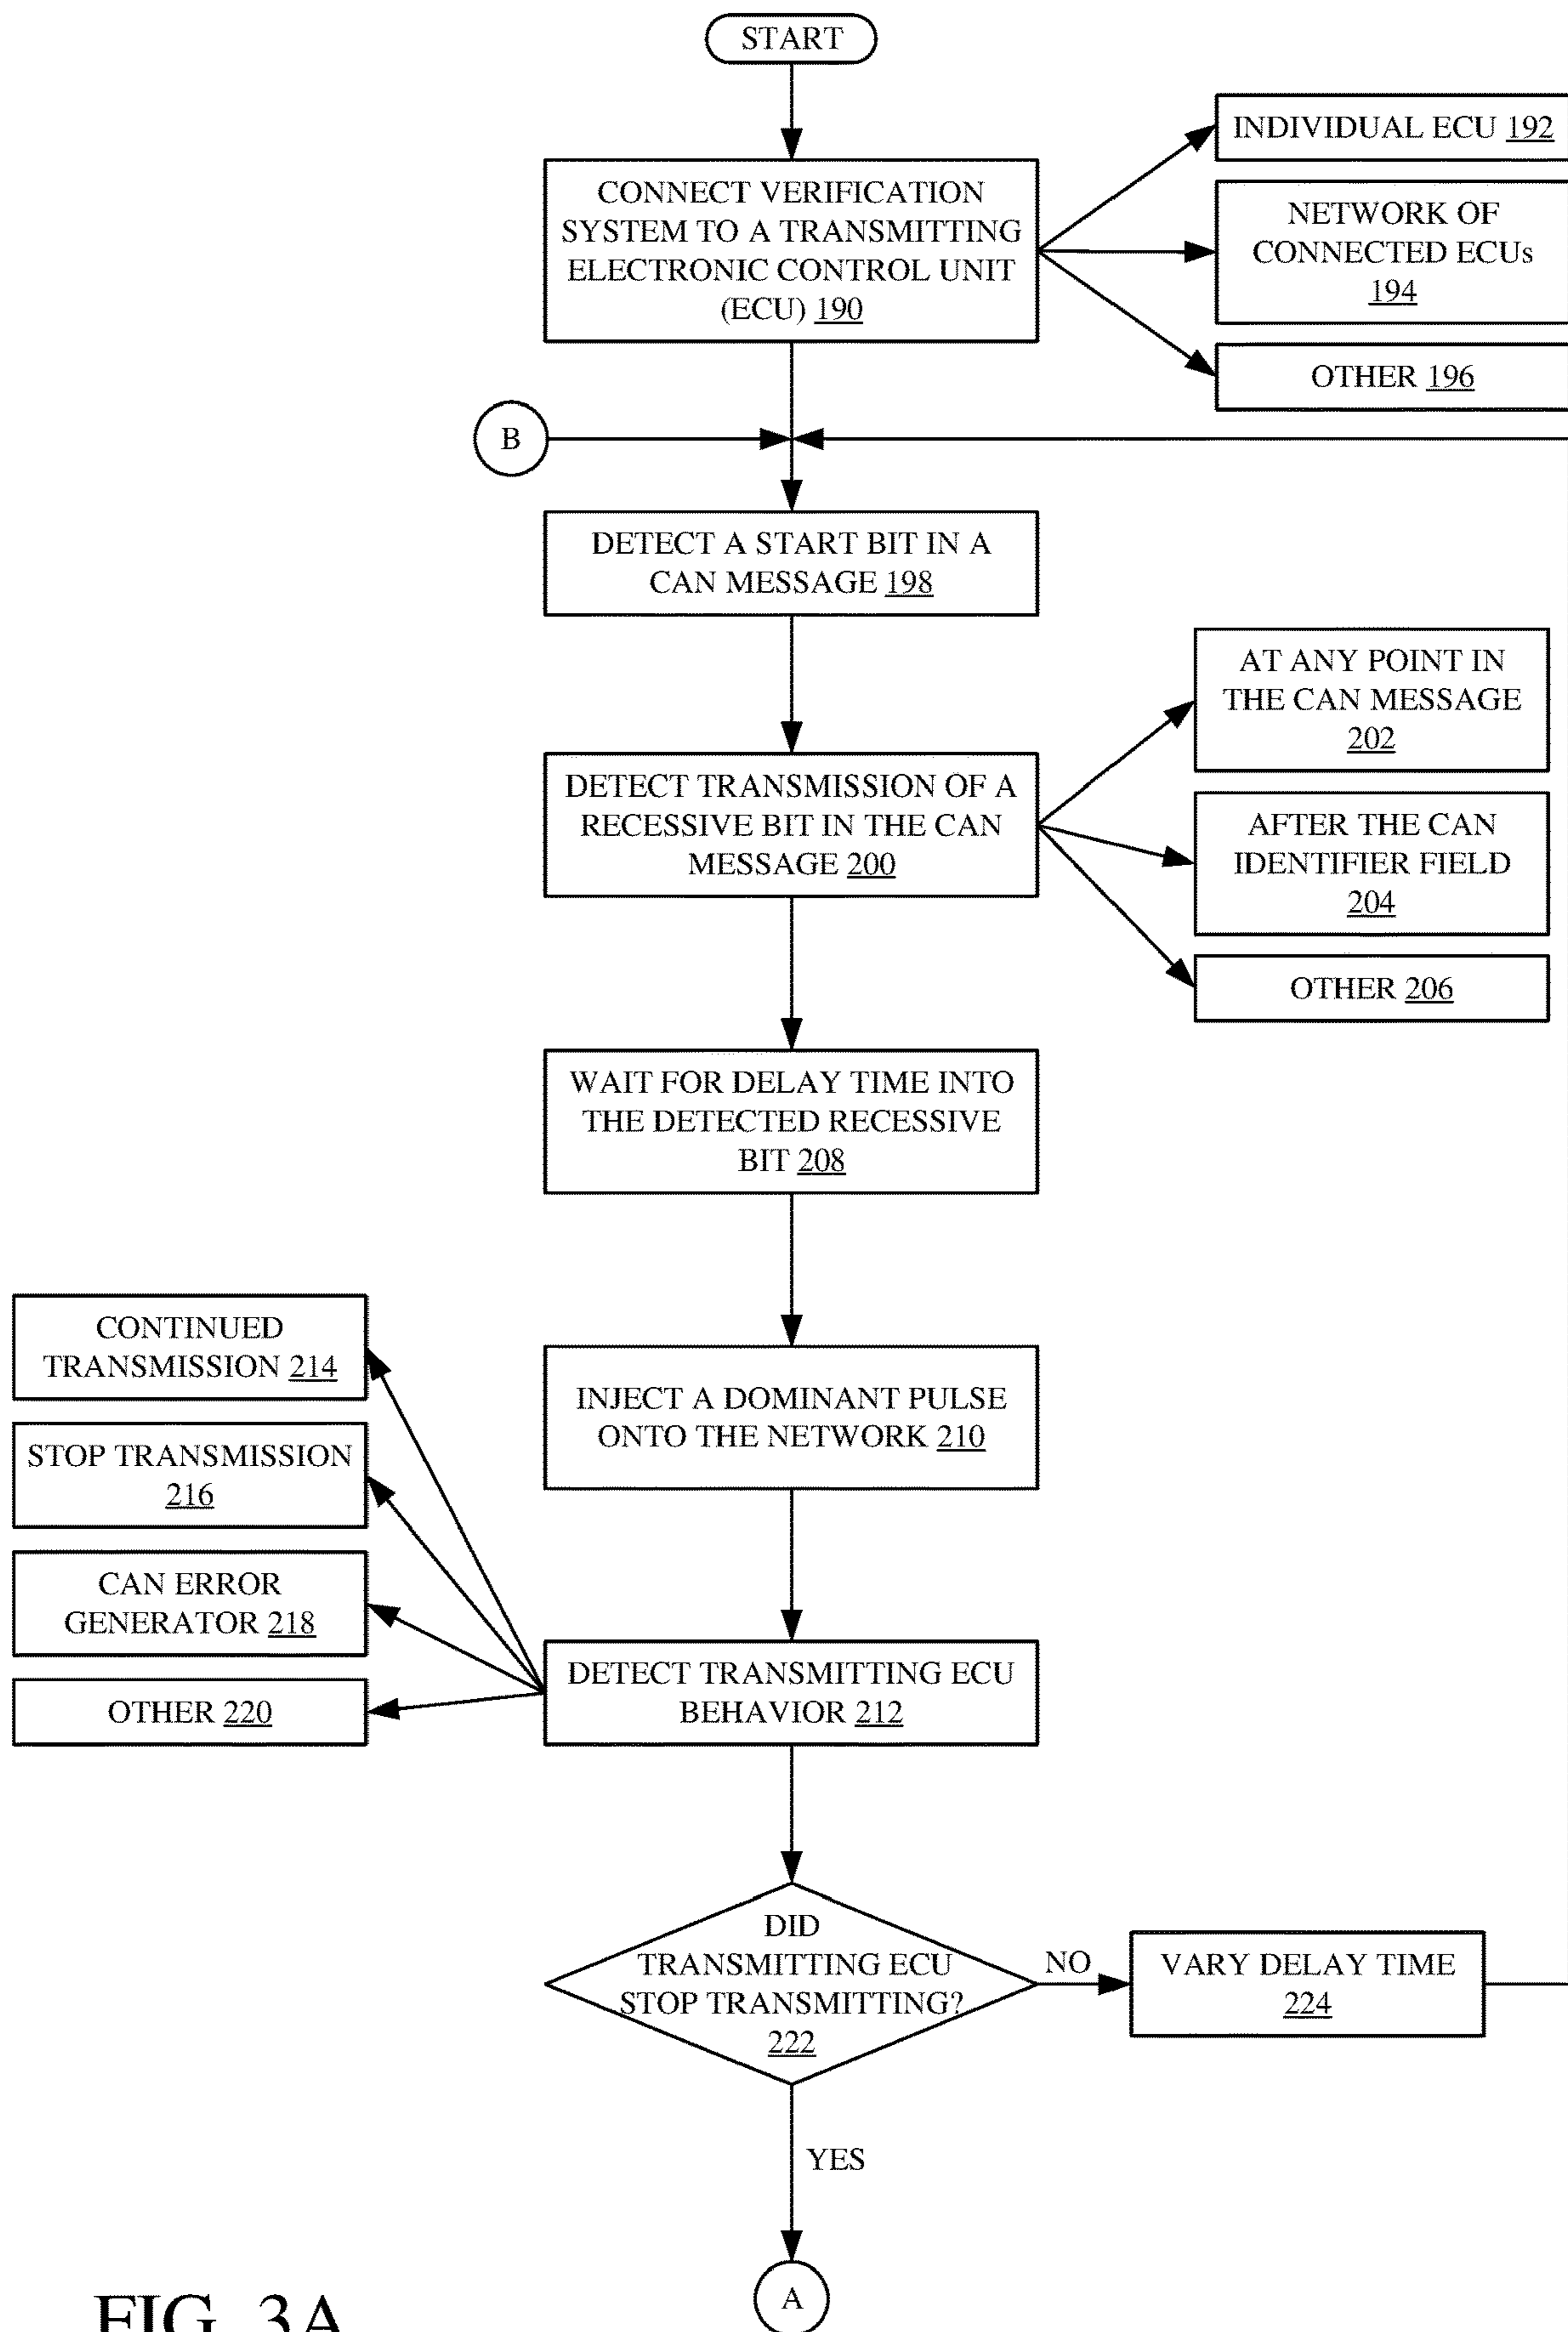 START
CONNECT VERIFICATION
SYSTEM TO A TRANSMITTING
ELECTRONIC CONTROL UNIT
(ECU) 190
INDIVIDUAL ECU 192
NETWORK OF
CONNECTED ECUs
194
OTHER 196
B
DETECT A START BIT IN A
CAN MESSAGE 198
DETECT TRANSMISSION OF A
RECESSIVE BIT IN THE CAN
MESSAGE 200
AT ANY POINT IN
THE CAN MESSAGE
202
AFTER THE CAN
IDENTIFIER FIELD
204
OTHER 206
WAIT FOR DELAY TIME INTO
THE DETECTED RECESSIVE
BIT 208
INJECT A DOMINANT PULSE
ONTO THE NETWORK 210
CONTINUED
TRANSMISSION 214
STOP TRANSMISSION
216
CAN ERROR
GENERATOR 218
OTHER 220
DETECT TRANSMITTING ECU
BEHAVIOR 212
DID
TRANSMITTING ECU
STOP TRANSMITTING?
222
NO
VARY DELAY TIME
224
YES
A
FIG. 3A